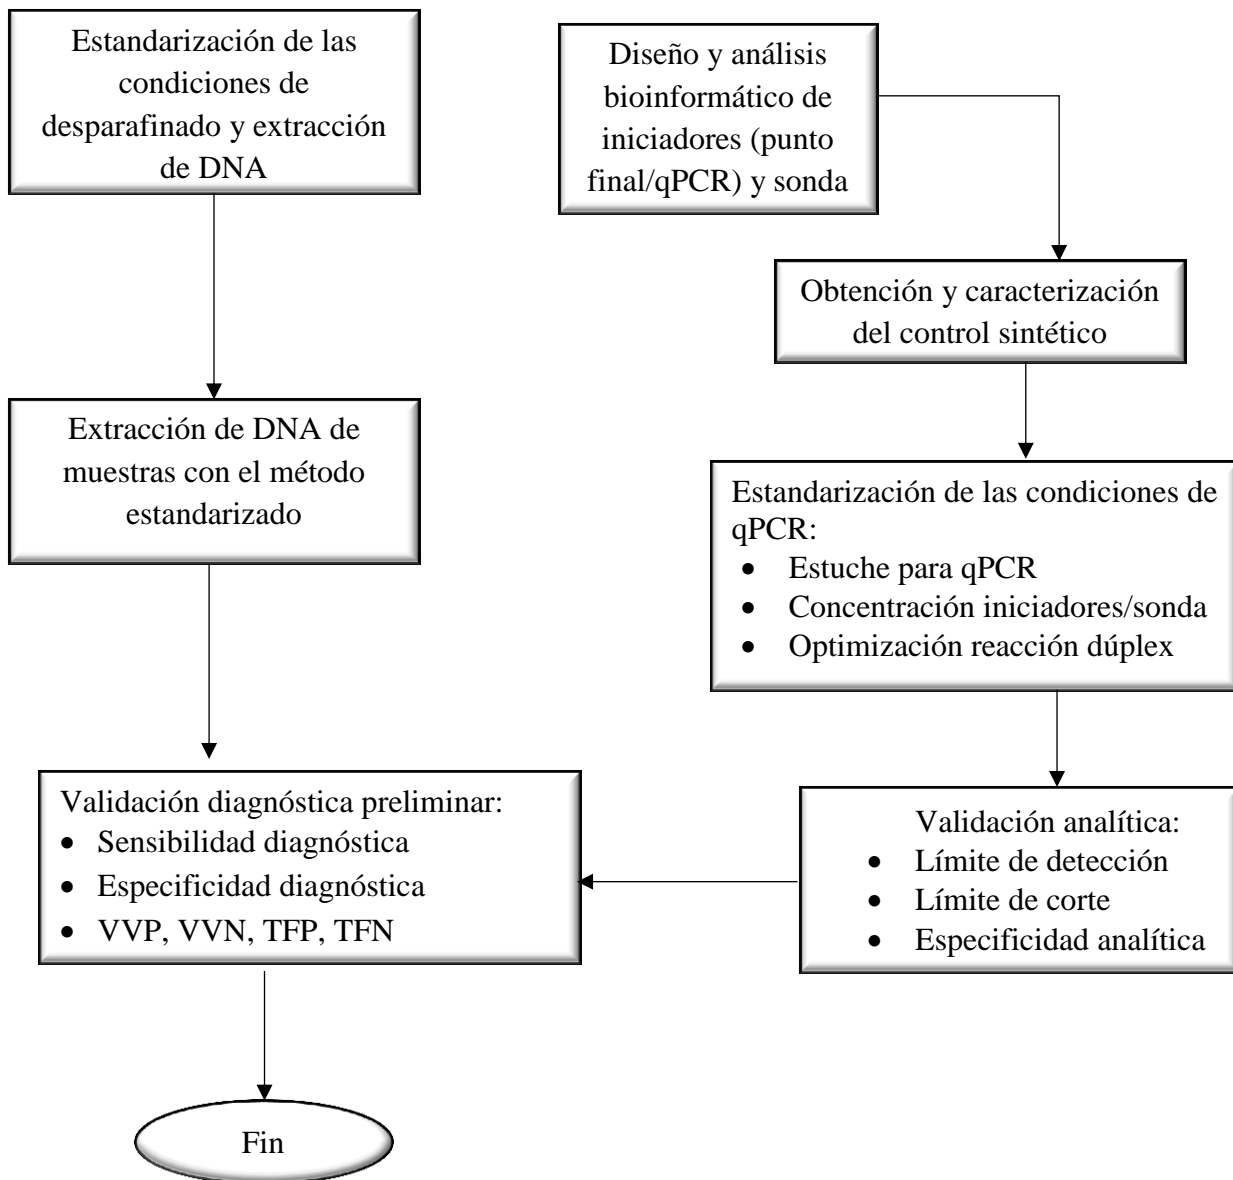 Estandarización de las
condiciones de
desparafinado y extracción
de DNA
Diseño y análisis
bioinformático de
iniciadores (punto
final/qPCR) y sonda
Obtención y caracterización
del control sintético
Extracción de DNA de
muestras con el método
estandarizado
Estandarización de las condiciones de
qPCR:
• Estuche para qPCR
• Concentración iniciadores/sonda
• Optimización reacción dúplex
Validación diagnóstica preliminar:
• Sensibilidad diagnóstica
• Especificidad diagnóstica
• VVP, VVN, TFP, TFN
Validación analítica:
• Límite de detección
• Límite de corte
• Especificidad analítica
Fin